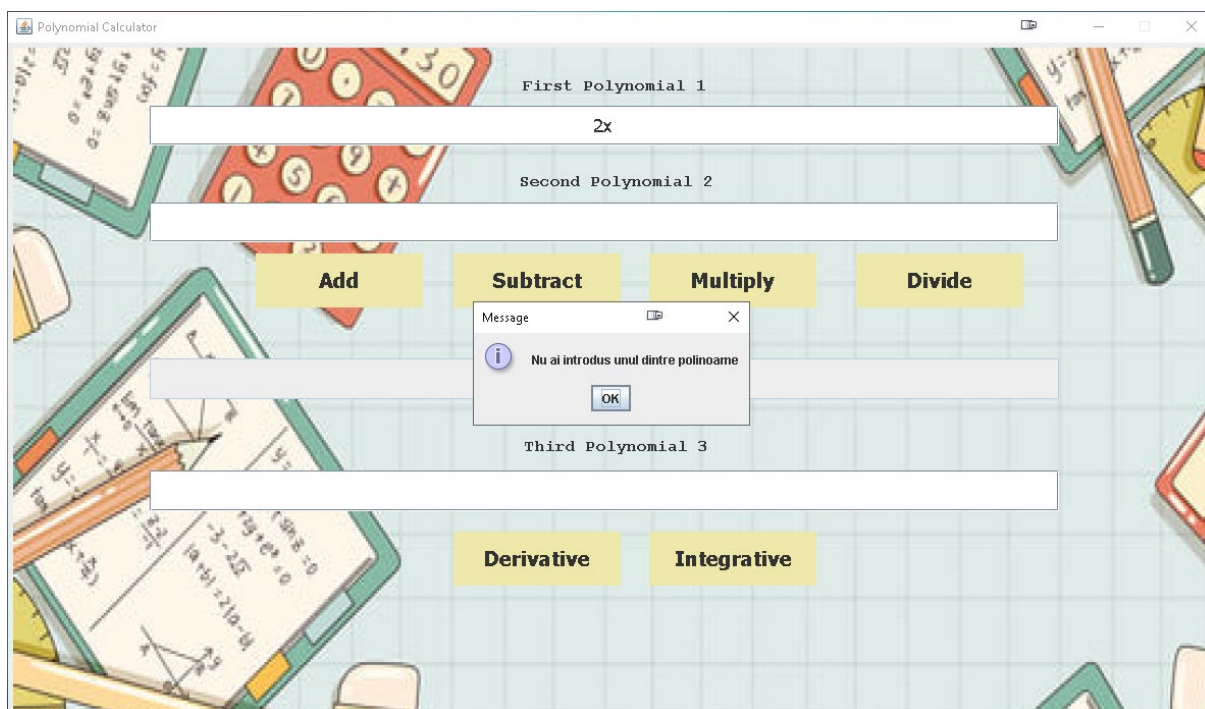 Polynomial Calculator
First Polynomial 1
2x
Second Polynomial 2
Add Subtract Multiply Divide
Message
Nu ai introdus unul dintre polinoame
OK
Third Polynomial 3
Derivative Integrative